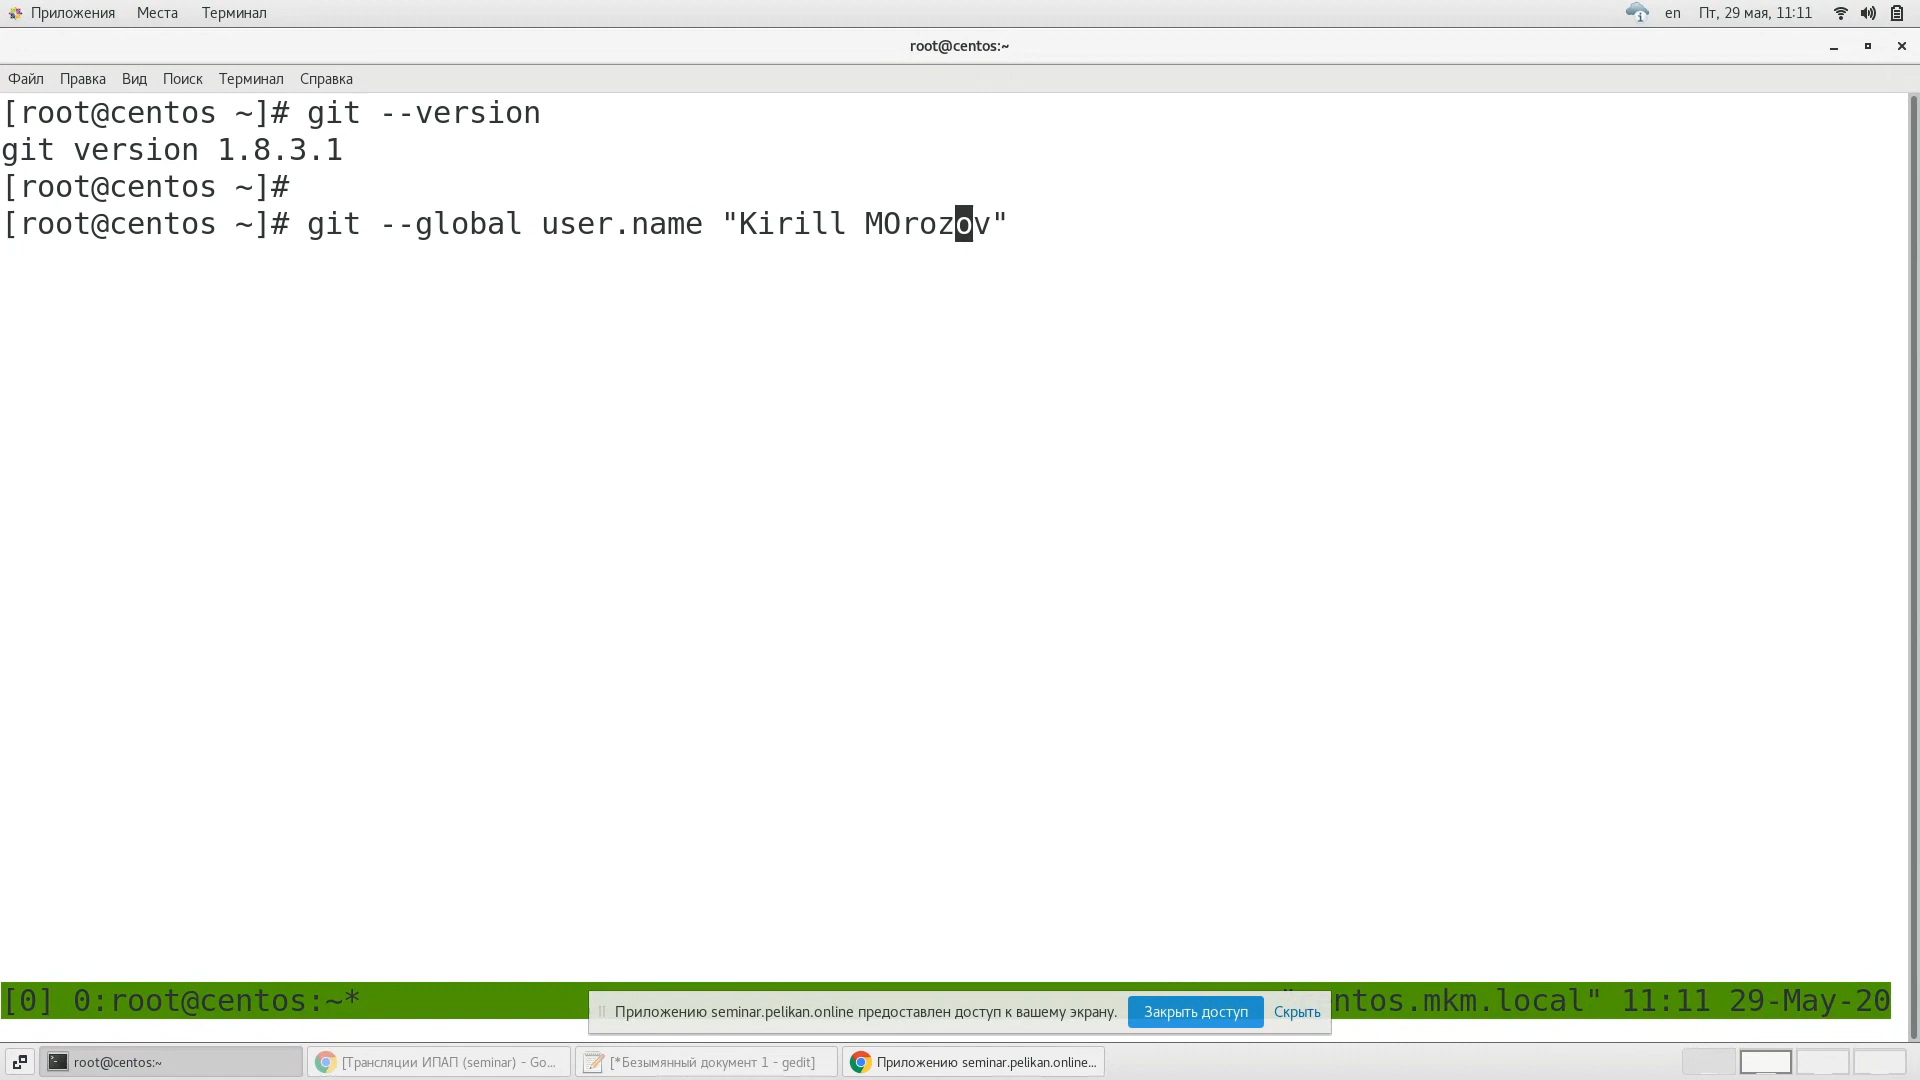 Приложения Места Терминал en Пт, 29 мая, 11:11
root@centos:~
Файл Правка Вид Поиск Терминал Справка
[root@centos ~]# git --version
git version 1.8.3.1
[root@centos ~]#
[root@centos ~]# git --global user.name "Kirill MOrozov"
[0] 0:root@centos:~* "centos.mkm.local" 11:11 29-May-20
Приложению seminar.pelikan.online предоставлен доступ к вашему экрану. Закрыть доступ Скрыть
root@centos:~ [Трансляции ИПАП (seminar) - Go... [*Безымянный документ 1 - gedit] Приложению seminar.pelikan.online...